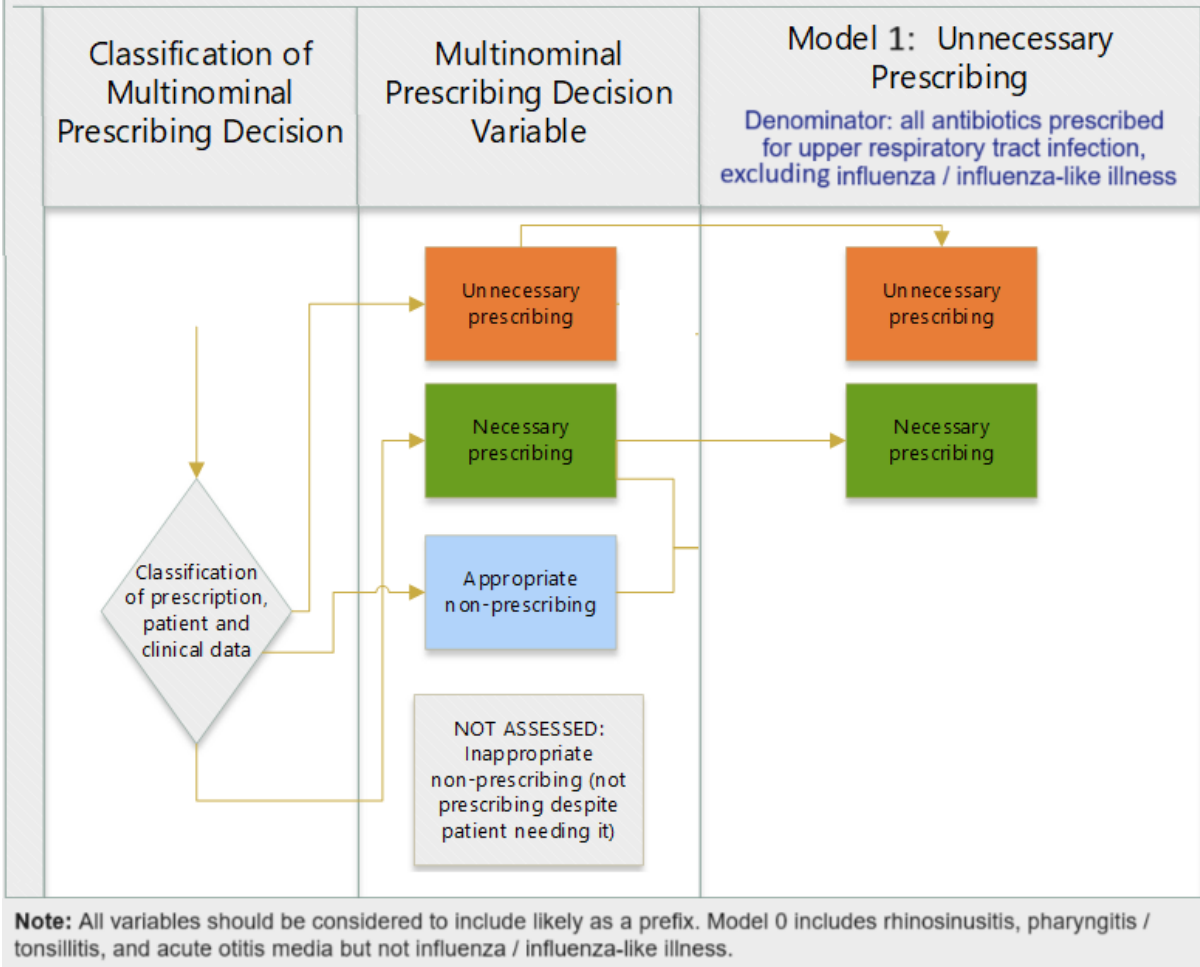 Classification of
Multinominal
Prescribing Decision
Multinominal
Prescribing Decision
Variable
Model 1: Unnecessary
Prescribing
Denominator: all antibiotics prescribed
for upper respiratory tract infection,
excluding influenza / influenza-like illness
Unnecessary
prescribing
Unnecessary
prescribing
Necessary
prescribing
Necessary
prescribing
Classification
of prescription,
patient and
clinical data
Appropriate
non-prescribing
NOT ASSESSED:
Inappropriate
non-prescribing (not
prescribing despite
patient needing it)
Note: All variables should be considered to include likely as a prefix. Model 0 includes rhinosinusitis, pharyngitis /
tonsillitis, and acute otitis media but not influenza / influenza-like illness.